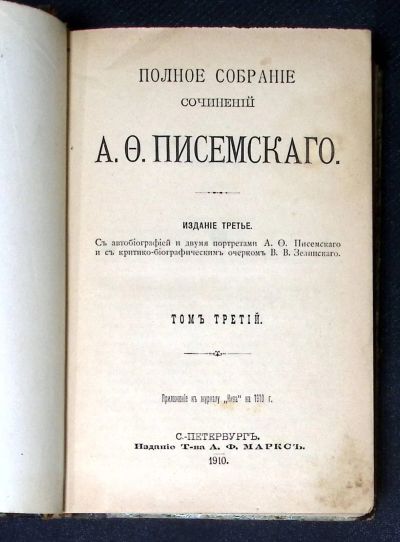 ПОЛНОЕ СОБРАНІЕ
СОЧИНЕНІЙ
А. Ѳ. ПИСЕМСКАГО.
ИЗДАНІЕ ТРЕТЬЕ.
Съ автобіографіей и двумя портретами А. Ѳ. Писемскаго
и съ критико-біографическимъ очеркомъ В. В. Зелинскаго.
ТОМЪ ТРЕТІЙ.
Приложеніе къ журналу „Нива" на 1910 г.
С.-ПЕТЕРБУРГЪ.
Изданіе Т-ва А. Ф. МАРКСЪ.
1910.